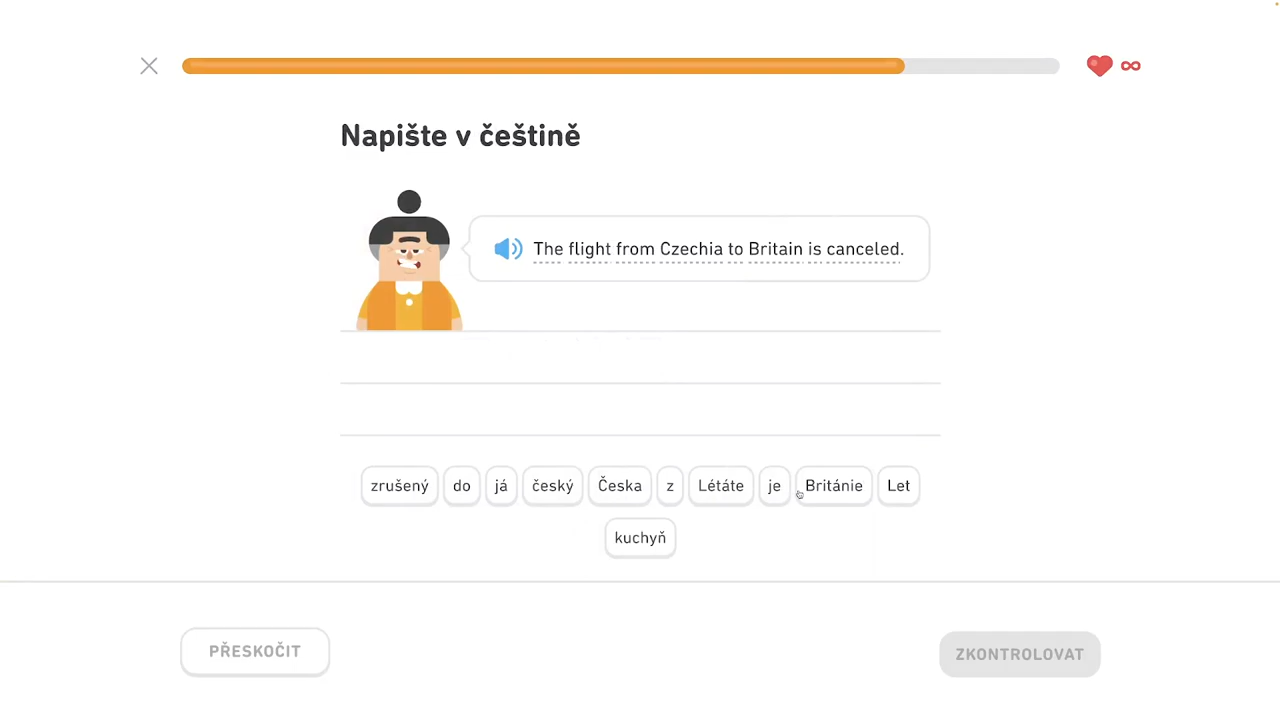 ∞
Napište v češtině
The flight from Czechia to Britain is canceled.
zrušený do já český Česka z Létáte je Británie Let
kuchyň
PŘESKOČIT ZKONTROLOVAT